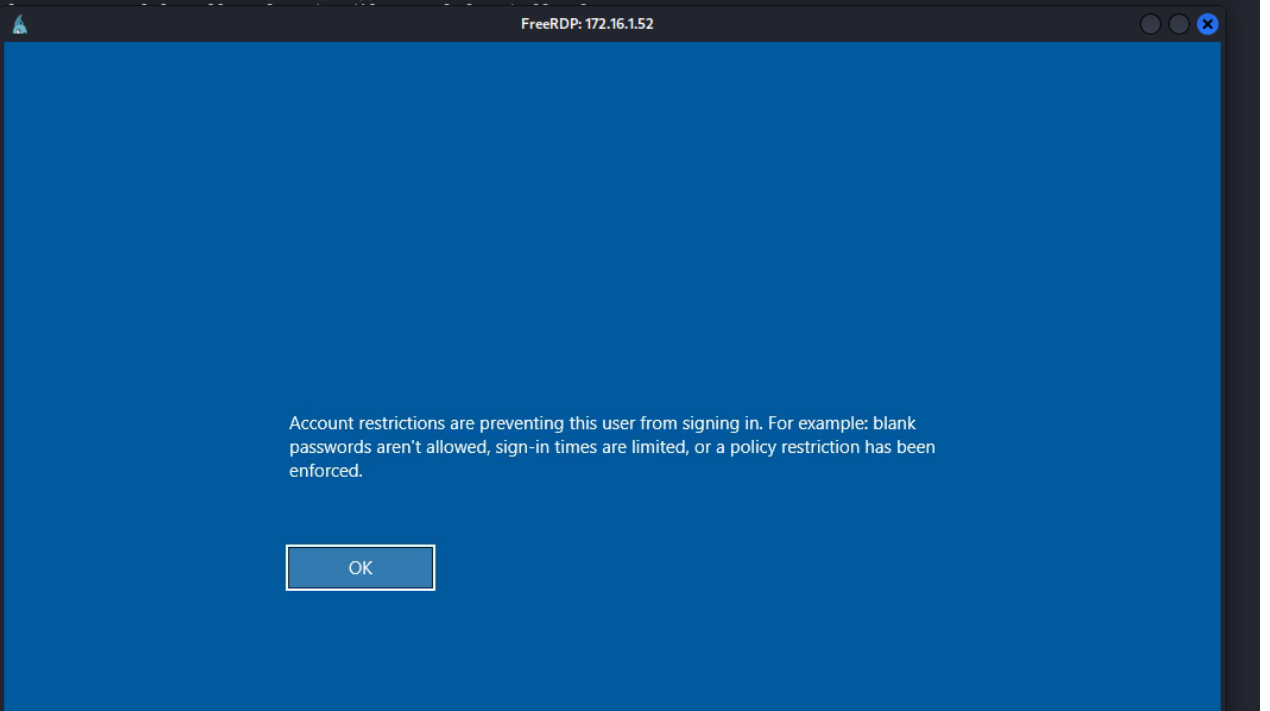 FreeRDP: 172.16.1.52
Account restrictions are preventing this user from signing in. For example: blank
passwords aren't allowed, sign-in times are limited, or a policy restriction has been
enforced.
OK